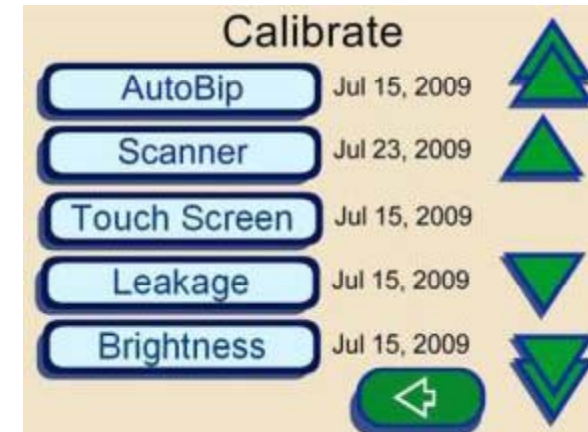 Calibrate
AutoBip Jul 15, 2009
Scanner Jul 23, 2009
Touch Screen Jul 15, 2009
Leakage Jul 15, 2009
Brightness Jul 15, 2009